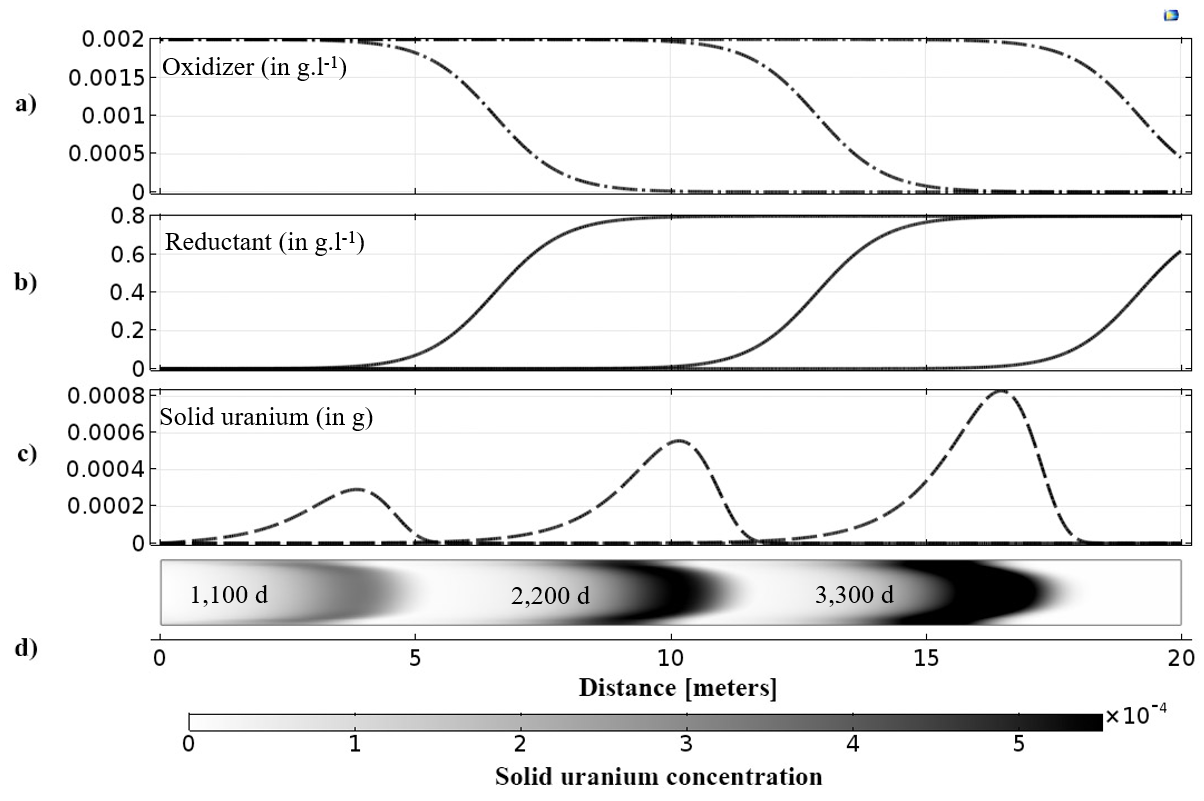 a)
0.002
0.0015
0.001
0.0005
0
Oxidizer (in g.l-1)
b)
0.8
0.6
0.4
0.2
0
Reductant (in g.l-1)
c)
0.0008
0.0006
0.0004
0.0002
0
Solid uranium (in g)
d)
1,100 d 2,200 d 3,300 d
0 5 10 15 20
Distance [meters]
×10-4
0 1 2 3 4 5
Solid uranium concentration